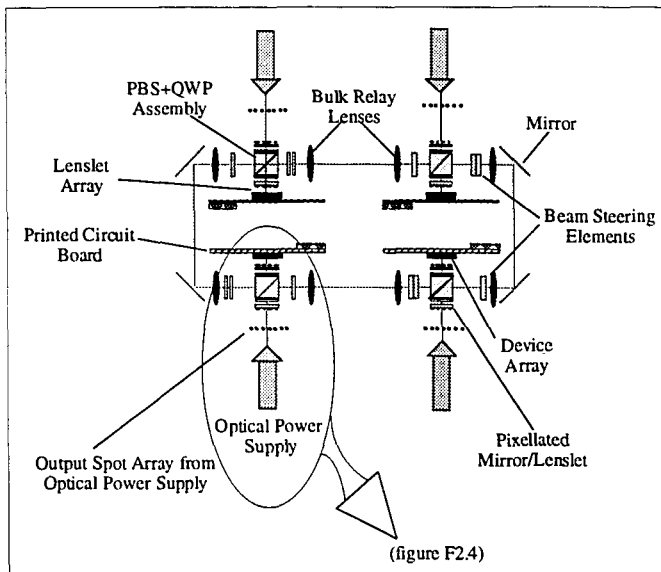 PBS+QWP
Assembly
Bulk Relay
Lenses
Mirror
Lenslet
Array
Printed Circuit
Board
Beam Steering
Elements
Device
Array
Optical Power
Supply
Pixellated
Mirror/Lenslet
Output Spot Array from
Optical Power Supply
(figure F2.4)